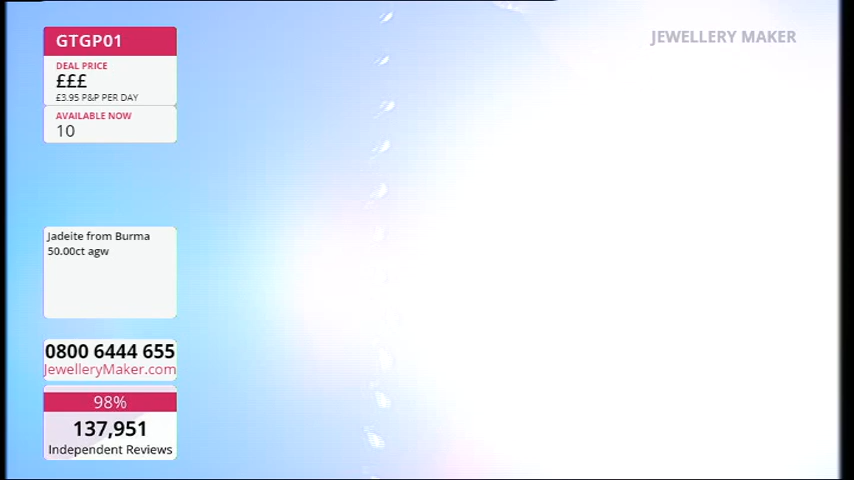 GTGP01
DEAL PRICE
£££
£3.95 P&P PER DAY
AVAILABLE NOW
10
JEWELLERY MAKER
Jadeite from Burma
50.00ct agw
0800 6444 655
JewelleryMaker.com
98%
137,951
Independent Reviews